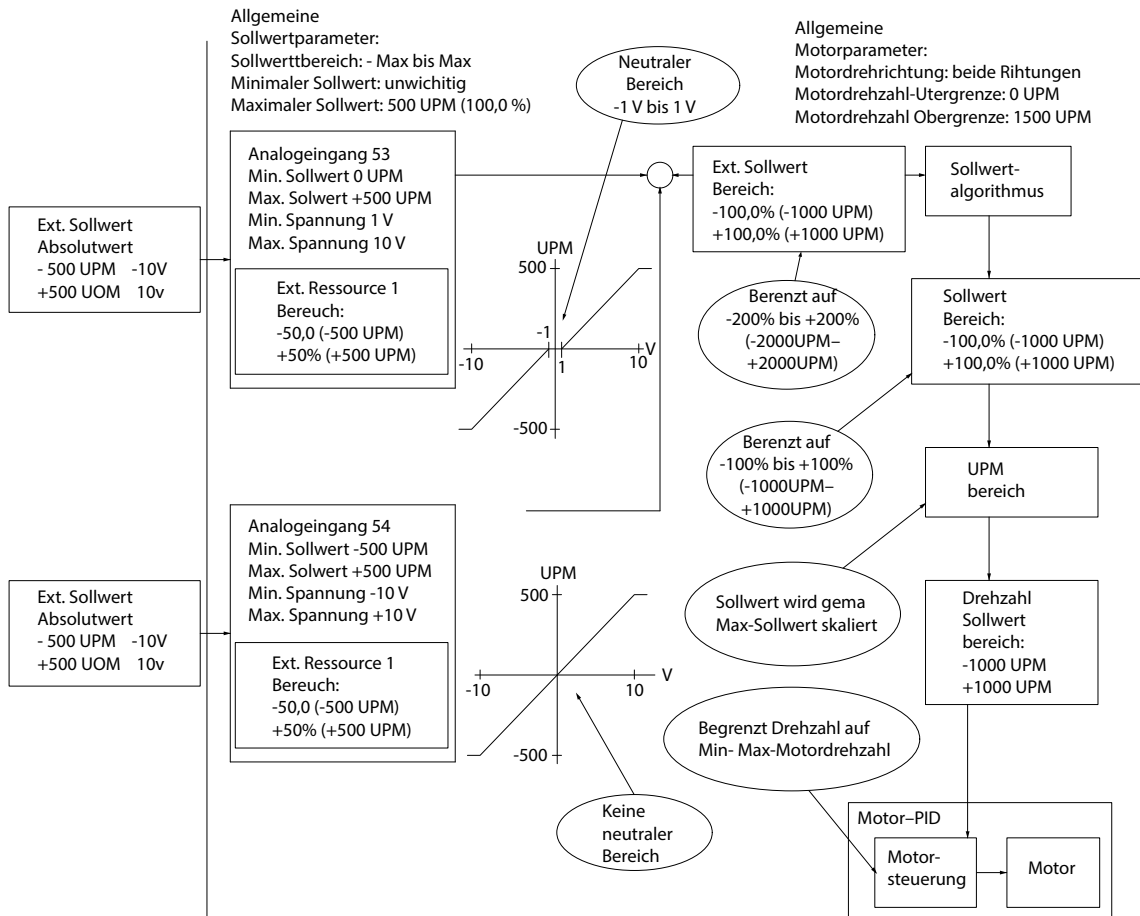 Allgemeine
Sollwertparameter:
Sollwerttbereich: - Max bis Max
Minimaler Sollwert: unwichitig
Maximaler Sollwert: 500 UPM (100,0 %)
Neutraler
Bereich
-1 V bis 1 V
Allgemeine
Motorparameter:
Motordrehrichtung: beide Rihtungen
Motordrehzahl-Utergrenze: 0 UPM
Motordrehzahl Obergrenze: 1500 UPM
Ext. Sollwert
Absolutwert
- 500 UPM -10V
+500 UOM 10v
Analogeingang 53
Min. Sollwert 0 UPM
Max. Solwert +500 UPM
Min. Spannung 1 V
Max. Spannung 10 V
Ext. Ressource 1
Bereuch:
-50,0 (-500 UPM)
+50% (+500 UPM)
UPM
500
-1
-10
1
10
V
-500
Ext. Sollwert
Bereich:
-100,0% (-1000 UPM)
+100,0% (+1000 UPM)
Sollwert-
algorithmus
Berenzt auf
-200% bis +200%
(-2000UPM–
+2000UPM)
Sollwert
Bereich:
-100,0% (-1000 UPM)
+100,0% (+1000 UPM)
Berenzt auf
-100% bis +100%
(-1000UPM–
+1000UPM)
UPM
bereich
Ext. Sollwert
Absolutwert
- 500 UPM -10V
+500 UOM 10v
Analogeingang 54
Min. Sollwert -500 UPM
Max. Solwert +500 UPM
Min. Spannung -10 V
Max. Spannung +10 V
Ext. Ressource 1
Bereuch:
-50,0 (-500 UPM)
+50% (+500 UPM)
UPM
500
-10
10
V
-500
Keine
neutraler
Bereich
Sollwert wird gema
Max-Sollwert skaliert
Drehzahl
Sollwert
bereich:
-1000 UPM
+1000 UPM
Begrenzt Drehzahl auf
Min- Max-Motordrehzahl
Motor–PID
Motor-
steuerung
Motor